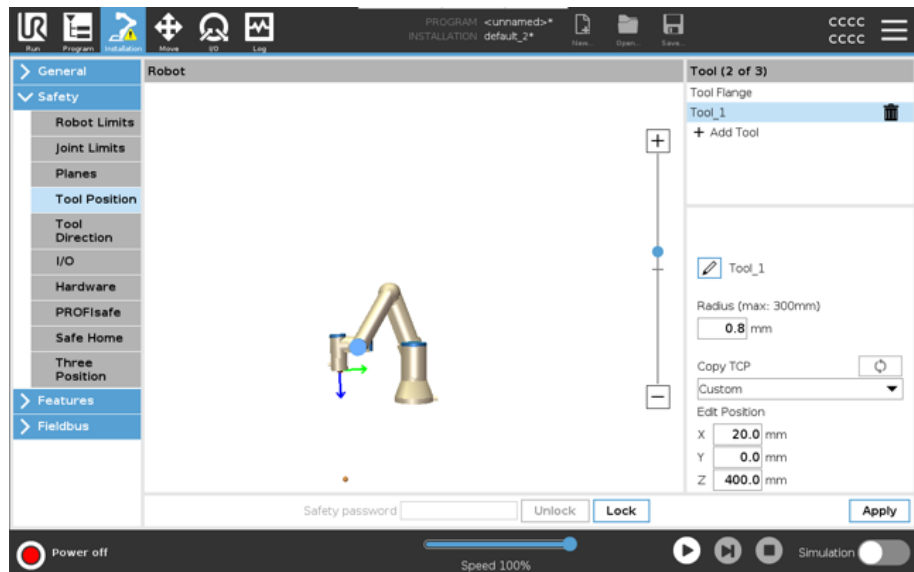 PROGRAM <unnamed>*
INSTALLATION default_2*
UR
Run
Program
Installation
Move
I/O
Log
New...
Open...
Save...
cccc
cccc
General
Safety
Robot Limits
Joint Limits
Planes
Tool Position
Tool
Direction
I/O
Hardware
PROFIsafe
Safe Home
Three
Position
Features
Fieldbus
Robot
Tool (2 of 3)
Tool Flange
Tool_1
+ Add Tool
Tool_1
Radius (max: 300mm)
0.8 mm
Copy TCP
Custom
Edit Position
X 20.0 mm
Y 0.0 mm
Z 400.0 mm
Safety password
Unlock
Lock
Apply
Power off
Speed 100%
Simulation